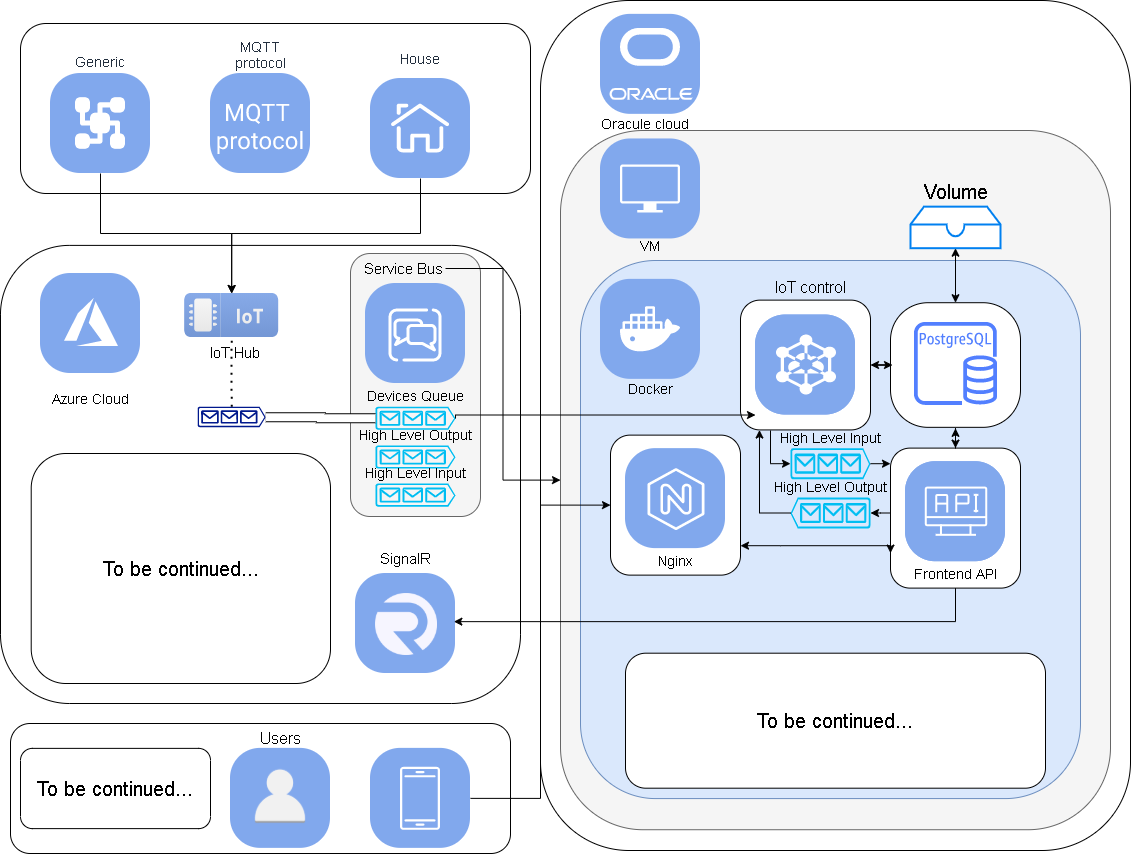 Generic
MQTT
protocol
House
MQTT
protocol
ORACLE
Oracule cloud
VM
Volume
Service Bus
IoT
IoT Hub
Azure Cloud
Devices Queue
High Level Output
High Level Input
Docker
IoT control
PostgreSQL
High Level Input
High Level Output
Nginx
API
Frontend API
To be continued...
SignalR
To be continued...
Users
To be continued...